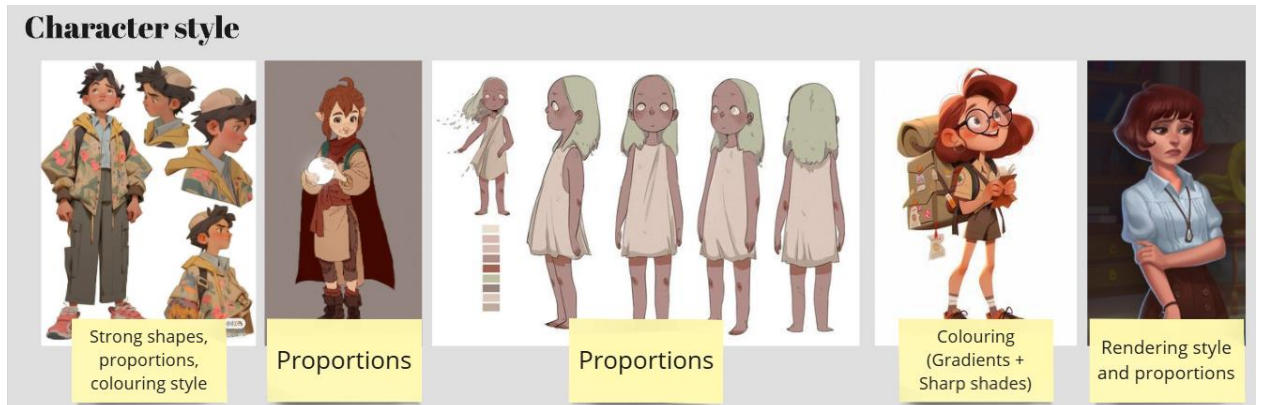 Character style
Strong shapes,
proportions,
colouring style
Proportions
Proportions
Colouring
(Gradients +
Sharp shades)
Rendering style
and proportions